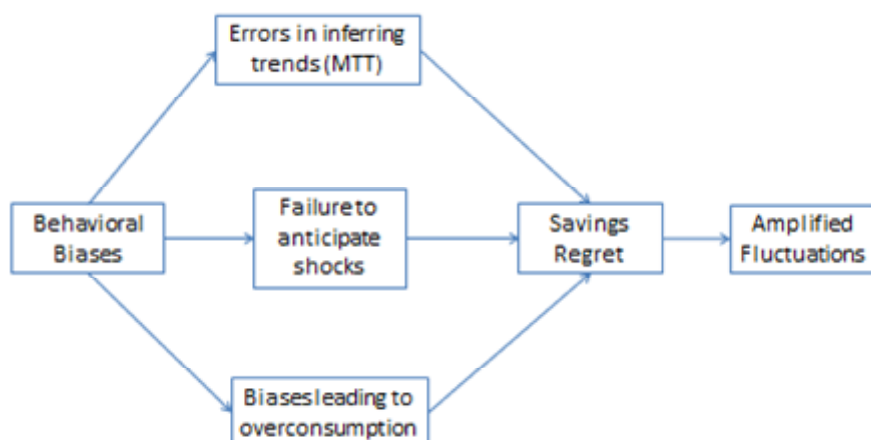 Errors in inferring
trends (MTT)
Behavioral
Biases
Failure to
anticipate
shocks
Savings
Regret
Amplified
Fluctuations
Biases leading to
overconsumption